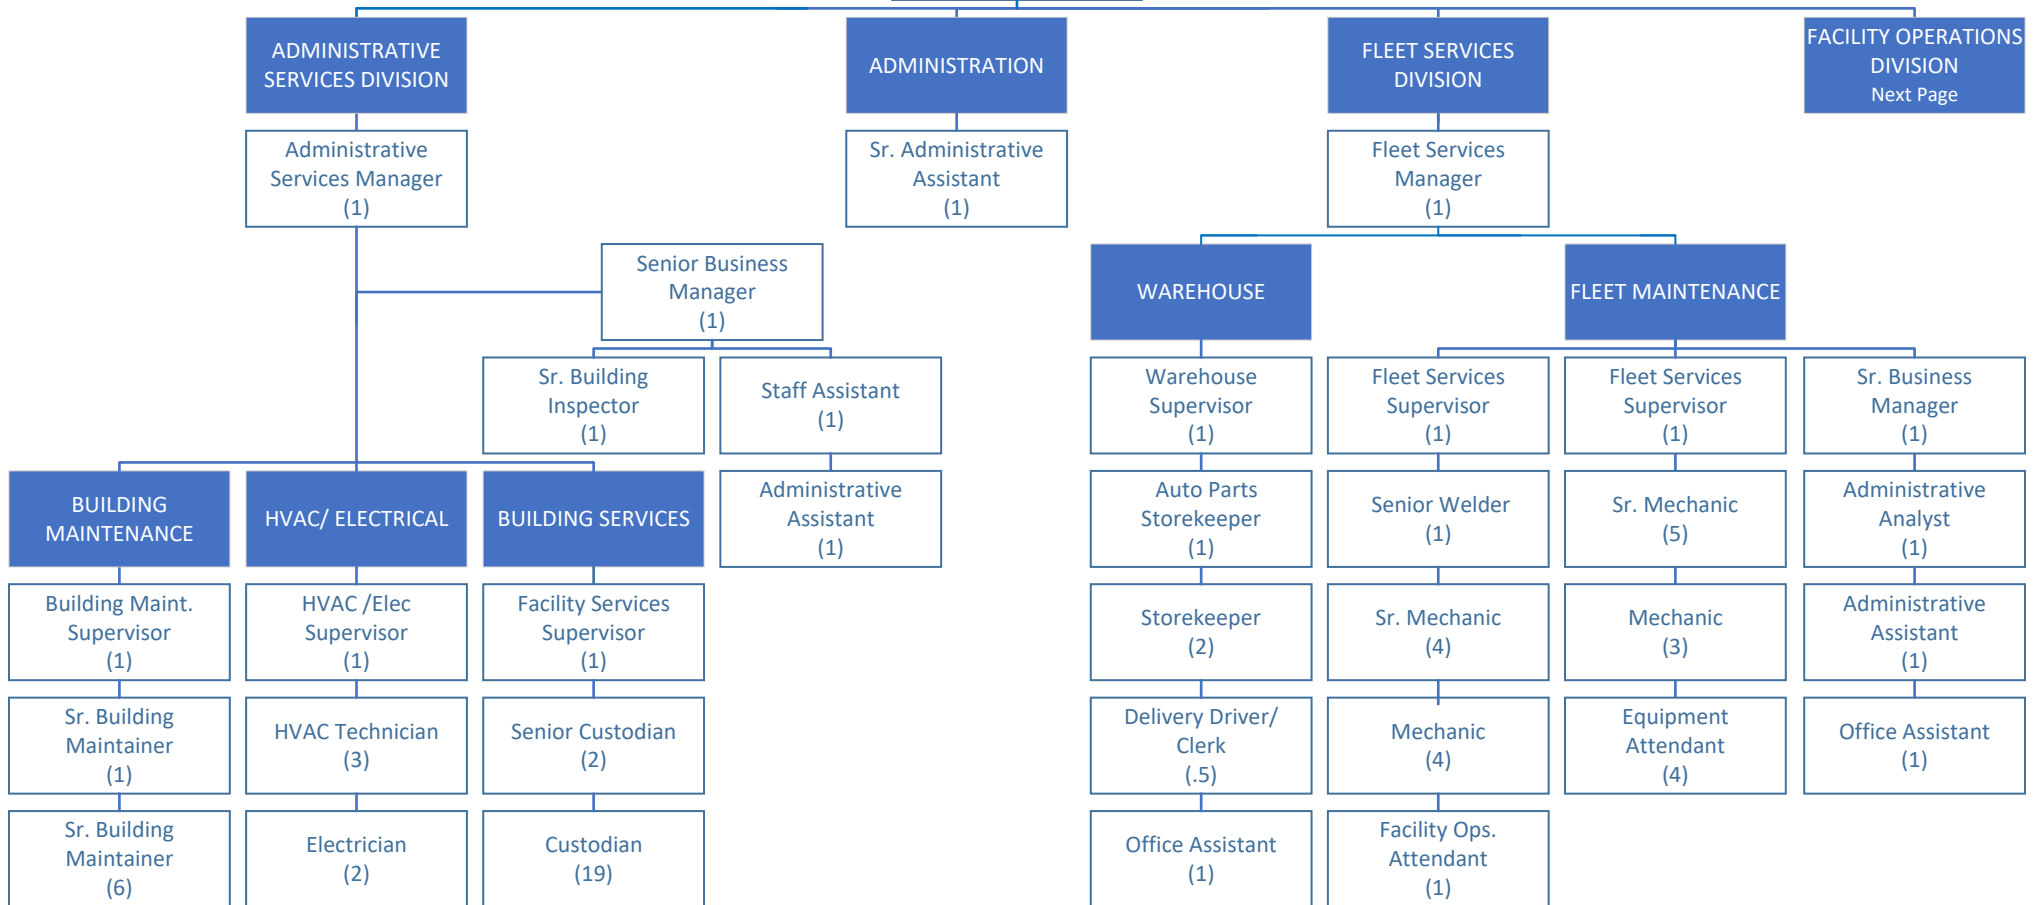 ADMINISTRATIVE
SERVICES DIVISION
ADMINISTRATION
FLEET SERVICES
DIVISION
FACILITY OPERATIONS
DIVISION
Next Page
Administrative
Services Manager
(1)
Sr. Administrative
Assistant
(1)
Fleet Services
Manager
(1)
Senior Business
Manager
(1)
WAREHOUSE
FLEET MAINTENANCE
Sr. Building
Inspector
(1)
Staff Assistant
(1)
Warehouse
Supervisor
(1)
Fleet Services
Supervisor
(1)
Fleet Services
Supervisor
(1)
Sr. Business
Manager
(1)
BUILDING
MAINTENANCE
HVAC/ ELECTRICAL
BUILDING SERVICES
Administrative
Assistant
(1)
Auto Parts
Storekeeper
(1)
Senior Welder
(1)
Sr. Mechanic
(5)
Administrative
Analyst
(1)
Building Maint.
Supervisor
(1)
HVAC /Elec
Supervisor
(1)
Facility Services
Supervisor
(1)
Storekeeper
(2)
Sr. Mechanic
(4)
Mechanic
(3)
Administrative
Assistant
(1)
Sr. Building
Maintainer
(1)
HVAC Technician
(3)
Senior Custodian
(2)
Delivery Driver/
Clerk
(.5)
Mechanic
(4)
Equipment
Attendant
(4)
Office Assistant
(1)
Sr. Building
Maintainer
(6)
Electrician
(2)
Custodian
(19)
Office Assistant
(1)
Facility Ops.
Attendant
(1)